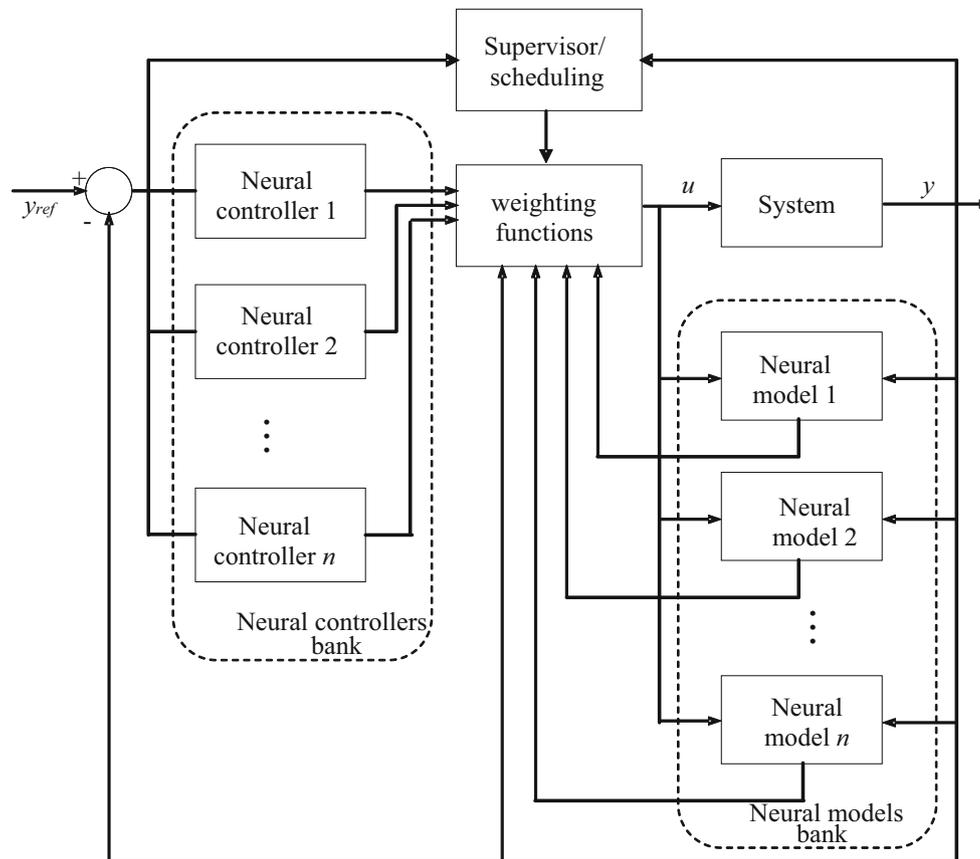 Supervisor/
scheduling
Neural
controller 1
+
y_ref
-
weighting
functions
u
System
y
Neural
controller 2
Neural
model 1
Neural
controller n
Neural
model 2
Neural controllers
bank
Neural
model n
Neural models
bank